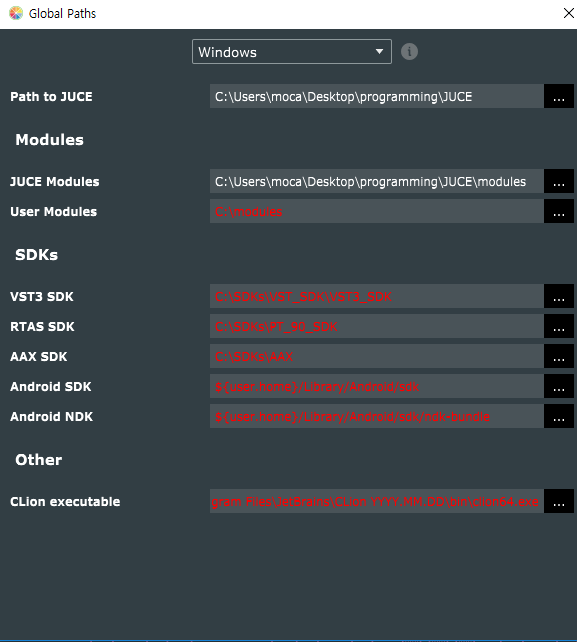 Global Paths
Windows
Path to JUCE C:\Users\moca\Desktop\programming\JUCE ...
Modules
JUCE Modules C:\Users\moca\Desktop\programming\JUCE\modules ...
User Modules C:\modules ...
SDKs
VST3 SDK C:\SDKs\VST_SDK\VST3_SDK ...
RTAS SDK C:\SDKs\PT_90_SDK ...
AAX SDK C:\SDKs\AAX ...
Android SDK ${user.home}/Library/Android/sdk ...
Android NDK ${user.home}/Library/Android/sdk/ndk-bundle ...
Other
CLion executable gram Files\JetBrains\CLion YYYY.MM.DD\bin\clion64.exe ...